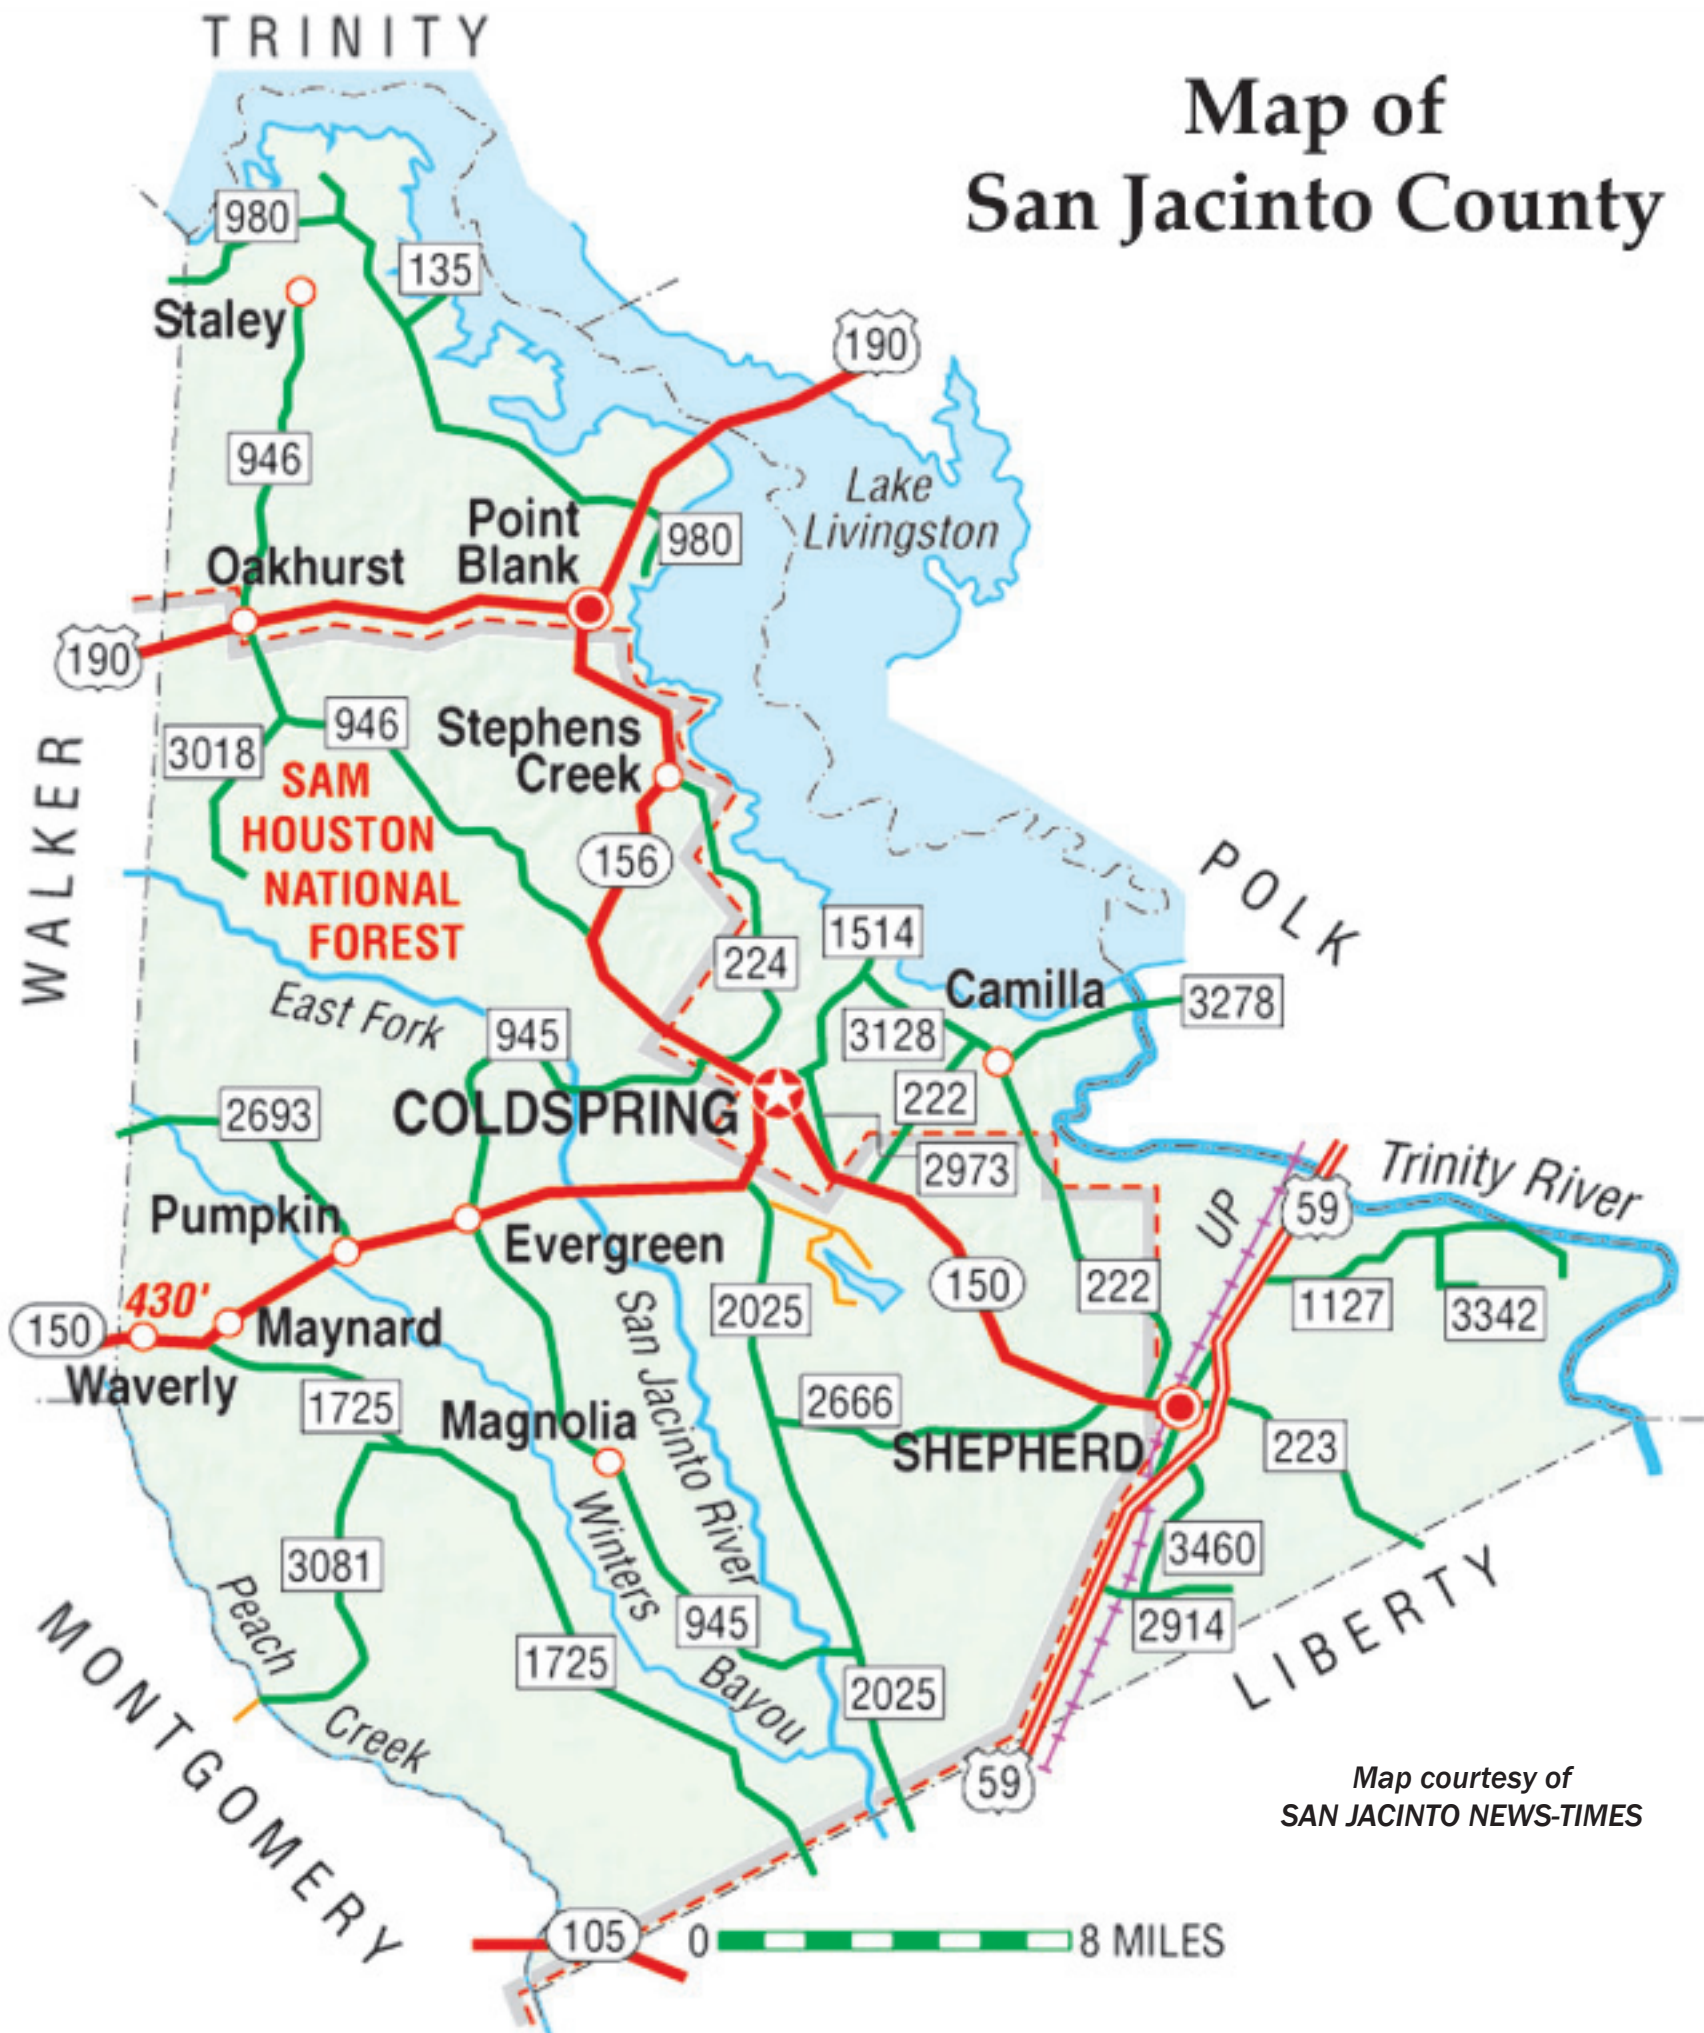 TRINITY
Map of
San Jacinto County
980
135
Staley
190
946
Lake
Livingston
Point
Blank
980
Oakhurst
190
946
Stephens
Creek
3018
SAM
HOUSTON
NATIONAL
FOREST
WALKER
156
POLK
1514
224
Camilla
3278
East Fork
945
3128
222
COLDSPRING
2693
2973
Trinity River
UP
59
Pumpkin
Evergreen
150
222
2025
1127
3342
430'
150
Maynard
Waverly
San Jacinto River
1725
Magnolia
2666
SHEPHERD
223
3460
3081
Winters
Bayou
945
2914
Peach
Creek
1725
2025
LIBERTY
MONTGOMERY
59
Map courtesy of
SAN JACINTO NEWS-TIMES
105
0
8 MILES